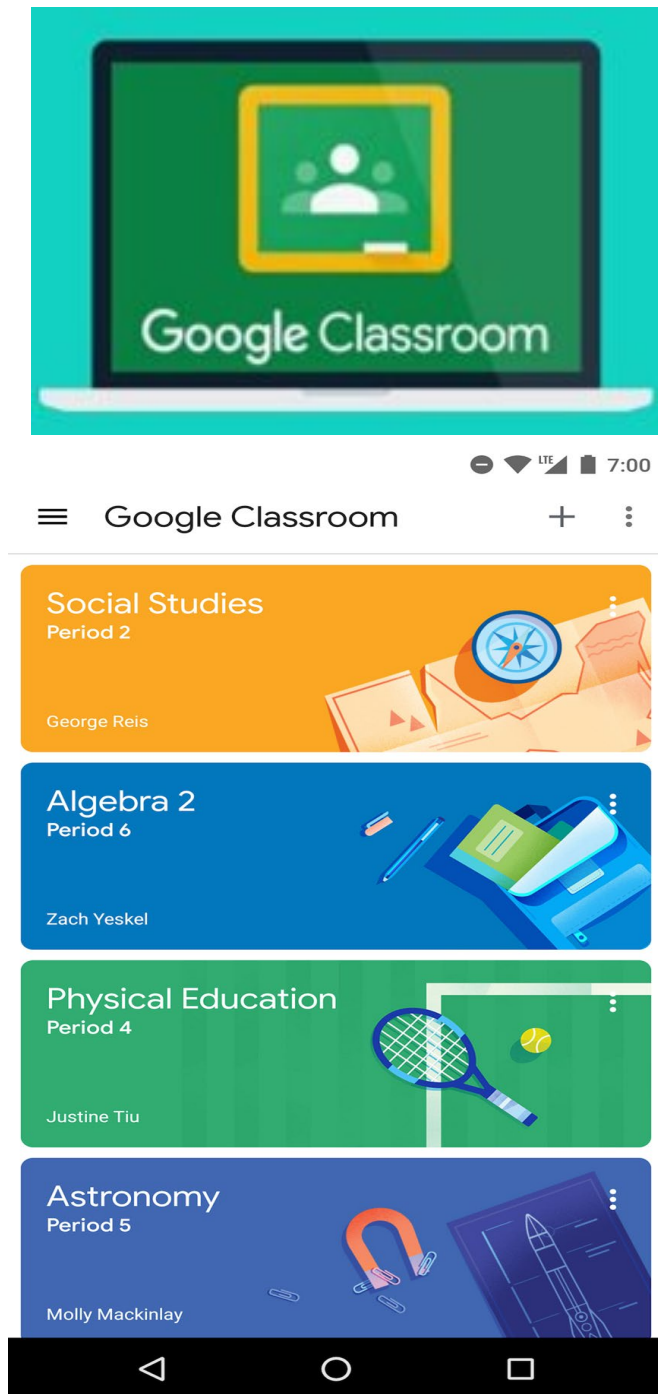 Google Classroom
LTE 7:00
Google Classroom
Social Studies
Period 2
George Reis
Algebra 2
Period 6
Zach Yeskel
Physical Education
Period 4
Justine Tiu
Astronomy
Period 5
Molly Mackinlay